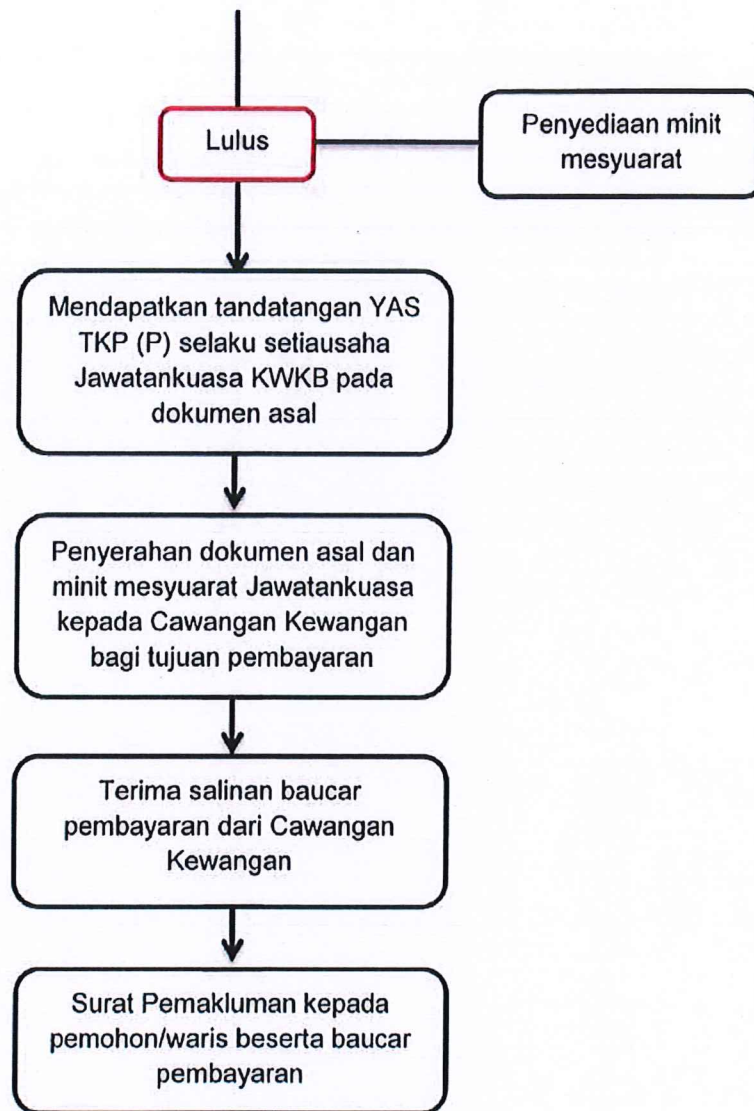 Lulus
Penyediaan minit
mesyuarat
Mendapatkan tandatangan YAS
TKP (P) selaku setiausaha
Jawatankuasa KWKB pada
dokumen asal
Penyerahan dokumen asal dan
minit mesyuarat Jawatankuasa
kepada Cawangan Kewangan
bagi tujuan pembayaran
Terima salinan baucar
pembayaran dari Cawangan
Kewangan
Surat Pemakluman kepada
pemohon/waris beserta baucar
pembayaran